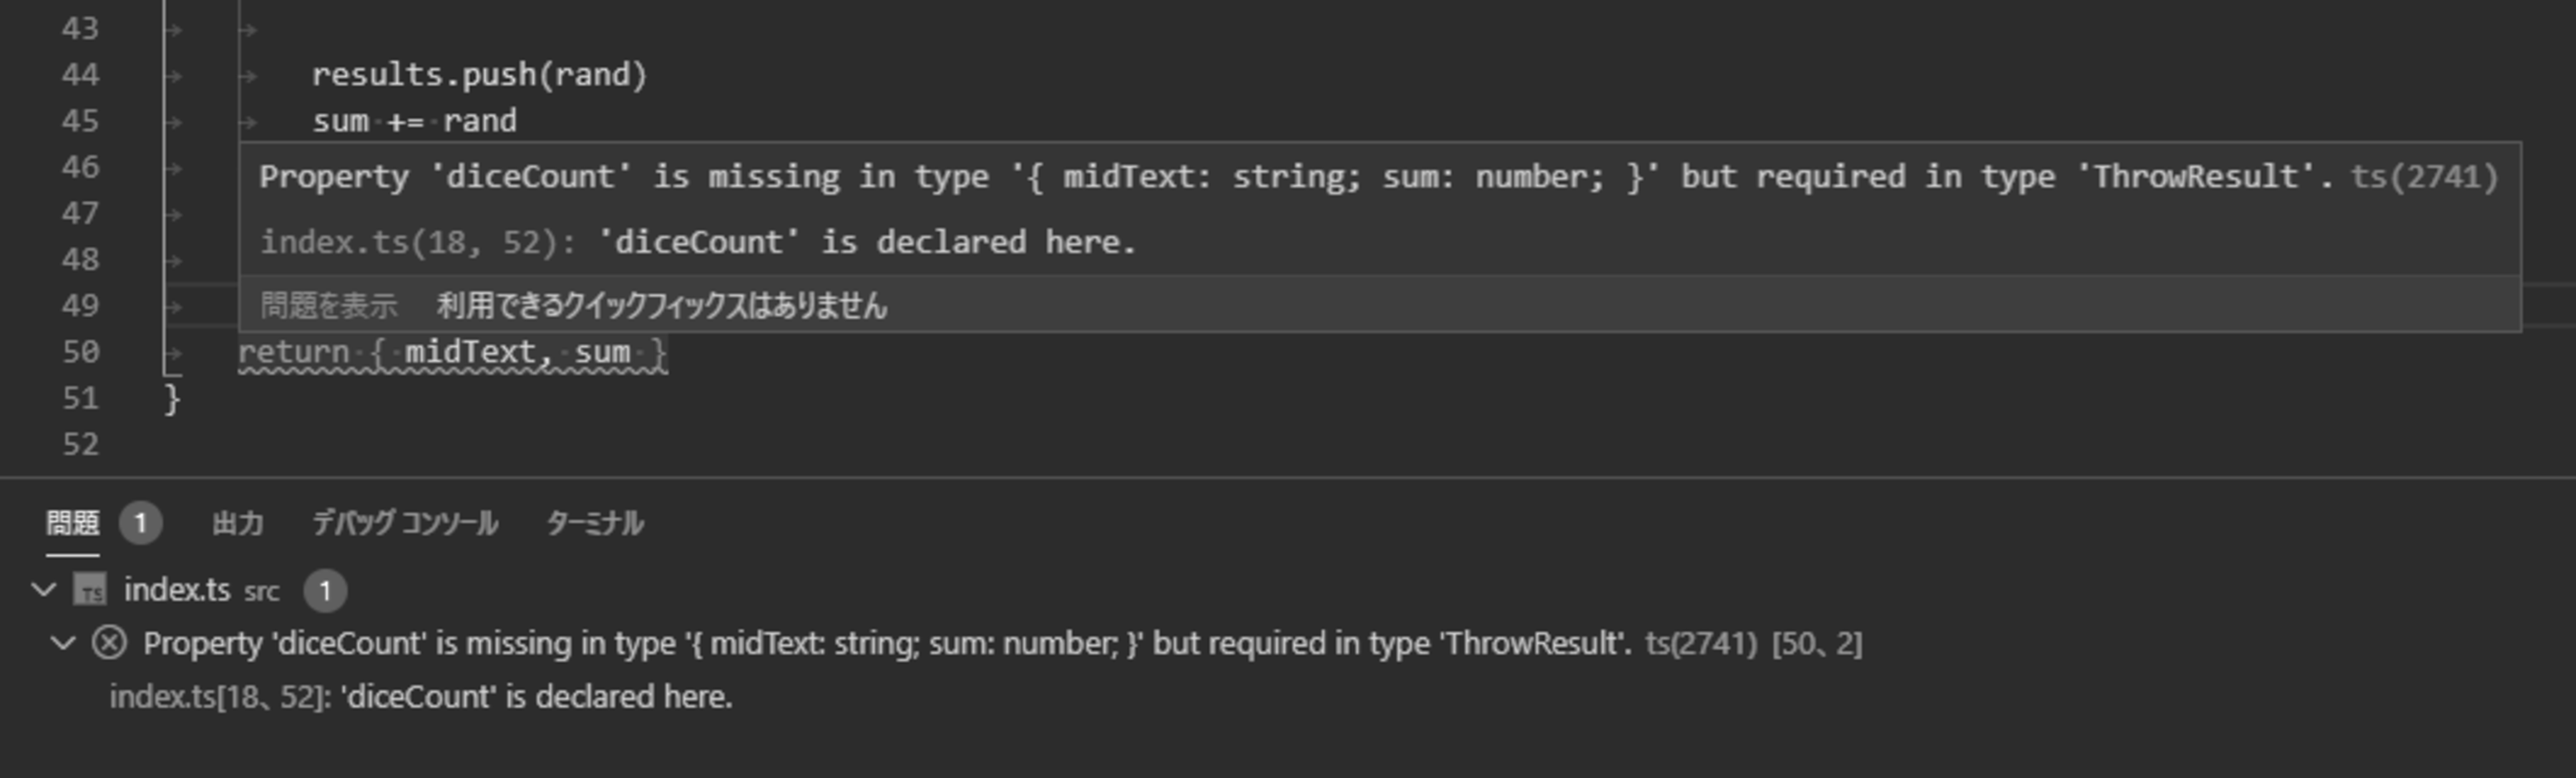 43
44 results.push(rand)
45 sum += rand
46 Property 'diceCount' is missing in type '{ midText: string; sum: number; }' but required in type 'ThrowResult'. ts(2741)
47
index.ts(18, 52): 'diceCount' is declared here.
48
49 問題を表示 利用できるクイックフィックスはありません
50 return { midText, sum }
51 }
52
問題 1 出力 デバッグ コンソール ターミナル
TS index.ts src 1
Property 'diceCount' is missing in type '{ midText: string; sum: number; }' but required in type 'ThrowResult'. ts(2741) [50、2]
index.ts[18、52]: 'diceCount' is declared here.